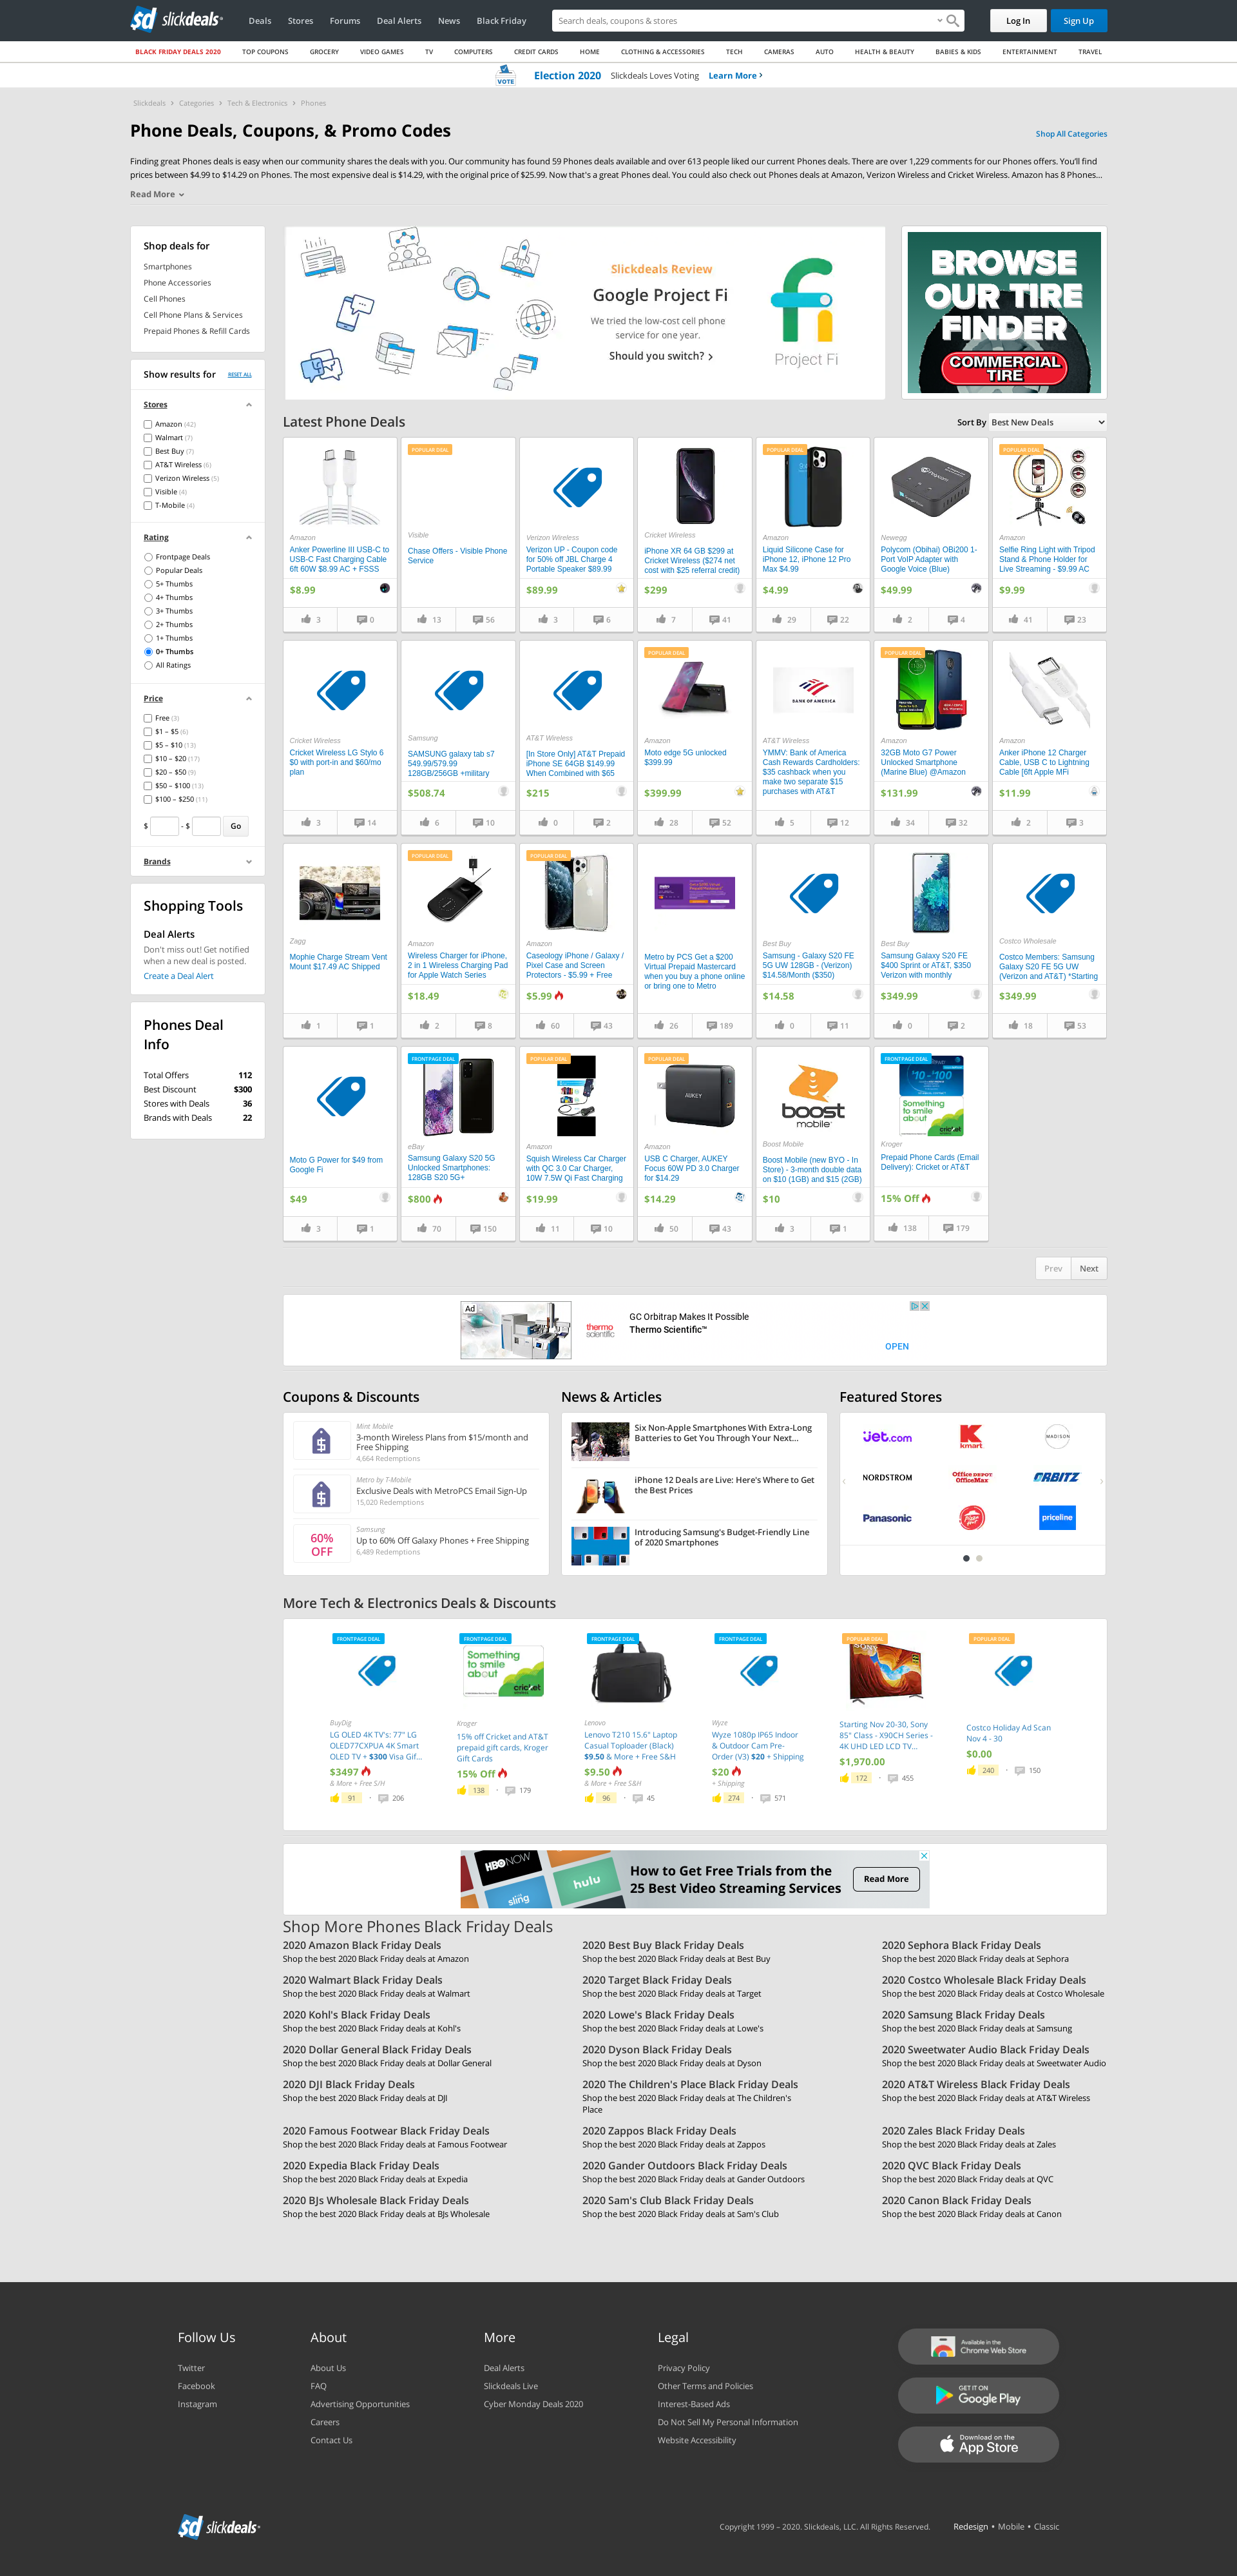 sd slickdeals
Deals
Stores
Forums
Deal Alerts
News
Black Friday
Search deals, coupons & stores
Log In
Sign Up
BLACK FRIDAY DEALS 2020
TOP COUPONS
GROCERY
VIDEO GAMES
TV
COMPUTERS
CREDIT CARDS
HOME
CLOTHING & ACCESSORIES
TECH
CAMERAS
AUTO
HEALTH & BEAUTY
BABIES & KIDS
ENTERTAINMENT
TRAVEL
VOTE
Election 2020 Slickdeals Loves Voting Learn More
Slickdeals › Categories › Tech & Electronics › Phones
Phone Deals, Coupons, & Promo Codes
Shop All Categories
Finding great Phones deals is easy when our community shares the deals with you. Our community has found 59 Phones deals available and over 613 people liked our current Phones deals. There are over 1,229 comments for our Phones offers. You'll find
prices between $4.99 to $14.29 on Phones. The most expensive deal is $14.29, with the original price of $25.99. Now that's a great Phones deal. You could also check out Phones deals at Amazon, Verizon Wireless and Cricket Wireless. Amazon has 8 Phones...
Read More
Shop deals for
Smartphones
Phone Accessories
Cell Phones
Cell Phone Plans & Services
Prepaid Phones & Refill Cards
Show results for RESET ALL
Stores
Amazon (42)
Walmart (7)
Best Buy (7)
AT&T Wireless (6)
Verizon Wireless (5)
Visible (4)
T-Mobile (4)
Rating
Frontpage Deals
Popular Deals
5+ Thumbs
4+ Thumbs
3+ Thumbs
2+ Thumbs
1+ Thumbs
0+ Thumbs
All Ratings
Price
Free (3)
$1 – $5 (6)
$5 – $10 (13)
$10 – $20 (17)
$20 – $50 (9)
$50 – $100 (13)
$100 – $250 (11)
$ - $ Go
Brands
Shopping Tools
Deal Alerts
Don't miss out! Get notified
when a new deal is posted.
Create a Deal Alert
Phones Deal
Info
Total Offers 112
Best Discount $300
Stores with Deals 36
Brands with Deals 22
Slickdeals Review
Google Project Fi
We tried the low-cost cell phone
service for one year.
Should you switch?
Project Fi
BROWSE
OUR TIRE
FINDER
COMMERCIAL
TIRE
Latest Phone Deals
Sort By Best New Deals
Amazon
Anker Powerline III USB-C to
USB-C Fast Charging Cable
6ft 60W $8.99 AC + FSSS
$8.99
3 0
POPULAR DEAL
Visible
Chase Offers - Visible Phone
Service
13 56
Verizon Wireless
Verizon UP - Coupon code
for 50% off JBL Charge 4
Portable Speaker $89.99
$89.99
3 6
Cricket Wireless
iPhone XR 64 GB $299 at
Cricket Wireless ($274 net
cost with $25 referral credit)
$299
7 41
POPULAR DEAL
Amazon
Liquid Silicone Case for
iPhone 12, iPhone 12 Pro
Max $4.99
$4.99
29 22
Newegg
Polycom (Obihai) OBi200 1-
Port VoIP Adapter with
Google Voice (Blue)
$49.99
2 4
POPULAR DEAL
Amazon
Selfie Ring Light with Tripod
Stand & Phone Holder for
Live Streaming - $9.99 AC
$9.99
41 23
Cricket Wireless
Cricket Wireless LG Stylo 6
$0 with port-in and $60/mo
plan
3 14
Samsung
SAMSUNG galaxy tab s7
549.99/579.99
128GB/256GB +military
$508.74
6 10
AT&T Wireless
[In Store Only] AT&T Prepaid
iPhone SE 64GB $149.99
When Combined with $65
$215
0 2
POPULAR DEAL
Amazon
Moto edge 5G unlocked
$399.99
$399.99
28 52
BANK OF AMERICA
AT&T Wireless
YMMV: Bank of America
Cash Rewards Cardholders:
$35 cashback when you
make two separate $15
purchases with AT&T
5 12
POPULAR DEAL
Amazon
32GB Moto G7 Power
Unlocked Smartphone
(Marine Blue) @Amazon
$131.99
34 32
Amazon
Anker iPhone 12 Charger
Cable, USB C to Lightning
Cable [6ft Apple MFi
$11.99
2 3
Zagg
Mophie Charge Stream Vent
Mount $17.49 AC Shipped
1 1
POPULAR DEAL
Amazon
Wireless Charger for iPhone,
2 in 1 Wireless Charging Pad
for Apple Watch Series
$18.49
2 8
POPULAR DEAL
Amazon
Caseology iPhone / Galaxy /
Pixel Case and Screen
Protectors - $5.99 + Free
$5.99
60 43
Metro by PCS Get a $200
Virtual Prepaid Mastercard
when you buy a phone online
or bring one to Metro
26 189
Best Buy
Samsung - Galaxy S20 FE
5G UW 128GB - (Verizon)
$14.58/Month ($350)
$14.58
0 11
Best Buy
Samsung Galaxy S20 FE
$400 Sprint or AT&T, $350
Verizon with monthly
$349.99
0 2
Costco Wholesale
Costco Members: Samsung
Galaxy S20 FE 5G UW
(Verizon and AT&T) *Starting
$349.99
18 53
Moto G Power for $49 from
Google Fi
$49
3 1
FRONTPAGE DEAL
eBay
Samsung Galaxy S20 5G
Unlocked Smartphones:
128GB S20 5G+
$800
70 150
POPULAR DEAL
Amazon
Squish Wireless Car Charger
with QC 3.0 Car Charger,
10W 7.5W Qi Fast Charging
$19.99
11 10
POPULAR DEAL
AUKEY
Amazon
USB C Charger, AUKEY
Focus 60W PD 3.0 Charger
for $14.29
$14.29
50 43
boost
mobile
Boost Mobile
Boost Mobile (new BYO - In
Store) - 3-month double data
on $10 (1GB) and $15 (2GB)
$10
3 1
FRONTPAGE DEAL
$10-$100
Something
to smile
about
cricket
Kroger
Prepaid Phone Cards (Email
Delivery): Cricket or AT&T
15% Off
138 179
Prev Next
Ad
thermo
scientific
GC Orbitrap Makes It Possible
Thermo Scientific™
OPEN
Coupons & Discounts
Mint Mobile
3-month Wireless Plans from $15/month and
Free Shipping
4,664 Redemptions
Metro by T-Mobile
Exclusive Deals with MetroPCS Email Sign-Up
15,020 Redemptions
60%
OFF
Samsung
Up to 60% Off Galaxy Phones + Free Shipping
6,489 Redemptions
News & Articles
Six Non-Apple Smartphones With Extra-Long
Batteries to Get You Through Your Next...
iPhone 12 Deals are Live: Here's Where to Get
the Best Prices
Introducing Samsung's Budget-Friendly Line
of 2020 Smartphones
Featured Stores
jet.com
kmart
MADISON
NORDSTROM
Office DEPOT
OfficeMax
ORBITZ
Panasonic
Pizza Hut
priceline
More Tech & Electronics Deals & Discounts
FRONTPAGE DEAL
BuyDig
LG OLED 4K TV's: 77" LG
OLED77CXPUA 4K Smart
OLED TV + $300 Visa Gif...
$3497
& More + Free S/H
91 • 206
FRONTPAGE DEAL
Something
to smile
about
cricket
Kroger
15% off Cricket and AT&T
prepaid gift cards, Kroger
Gift Cards
15% Off
138 • 179
FRONTPAGE DEAL
Lenovo
Lenovo T210 15.6" Laptop
Casual Toploader (Black)
$9.50 & More + Free S&H
$9.50
& More + Free S&H
96 • 45
FRONTPAGE DEAL
Wyze
Wyze 1080p IP65 Indoor
& Outdoor Cam Pre-
Order (V3) $20 + Shipping
$20
+ Shipping
274 • 571
POPULAR DEAL
SONY
Starting Nov 20-30, Sony
85" Class - X90CH Series -
4K UHD LED LCD TV...
$1,970.00
172 • 455
POPULAR DEAL
Costco Holiday Ad Scan
Nov 4 - 30
$0.00
240 • 150
HBO NOW
sling
hulu
How to Get Free Trials from the
25 Best Video Streaming Services
Read More
Shop More Phones Black Friday Deals
2020 Amazon Black Friday Deals
Shop the best 2020 Black Friday deals at Amazon
2020 Best Buy Black Friday Deals
Shop the best 2020 Black Friday deals at Best Buy
2020 Sephora Black Friday Deals
Shop the best 2020 Black Friday deals at Sephora
2020 Walmart Black Friday Deals
Shop the best 2020 Black Friday deals at Walmart
2020 Target Black Friday Deals
Shop the best 2020 Black Friday deals at Target
2020 Costco Wholesale Black Friday Deals
Shop the best 2020 Black Friday deals at Costco Wholesale
2020 Kohl's Black Friday Deals
Shop the best 2020 Black Friday deals at Kohl's
2020 Lowe's Black Friday Deals
Shop the best 2020 Black Friday deals at Lowe's
2020 Samsung Black Friday Deals
Shop the best 2020 Black Friday deals at Samsung
2020 Dollar General Black Friday Deals
Shop the best 2020 Black Friday deals at Dollar General
2020 Dyson Black Friday Deals
Shop the best 2020 Black Friday deals at Dyson
2020 Sweetwater Audio Black Friday Deals
Shop the best 2020 Black Friday deals at Sweetwater Audio
2020 DJI Black Friday Deals
Shop the best 2020 Black Friday deals at DJI
2020 The Children's Place Black Friday Deals
Shop the best 2020 Black Friday deals at The Children's
Place
2020 AT&T Wireless Black Friday Deals
Shop the best 2020 Black Friday deals at AT&T Wireless
2020 Famous Footwear Black Friday Deals
Shop the best 2020 Black Friday deals at Famous Footwear
2020 Zappos Black Friday Deals
Shop the best 2020 Black Friday deals at Zappos
2020 Zales Black Friday Deals
Shop the best 2020 Black Friday deals at Zales
2020 Expedia Black Friday Deals
Shop the best 2020 Black Friday deals at Expedia
2020 Gander Outdoors Black Friday Deals
Shop the best 2020 Black Friday deals at Gander Outdoors
2020 QVC Black Friday Deals
Shop the best 2020 Black Friday deals at QVC
2020 BJs Wholesale Black Friday Deals
Shop the best 2020 Black Friday deals at BJs Wholesale
2020 Sam's Club Black Friday Deals
Shop the best 2020 Black Friday deals at Sam's Club
2020 Canon Black Friday Deals
Shop the best 2020 Black Friday deals at Canon
Follow Us
Twitter
Facebook
Instagram
About
About Us
FAQ
Advertising Opportunities
Careers
Contact Us
More
Deal Alerts
Slickdeals Live
Cyber Monday Deals 2020
Legal
Privacy Policy
Other Terms and Policies
Interest-Based Ads
Do Not Sell My Personal Information
Website Accessibility
Available in the
Chrome Web Store
GET IT ON
Google Play
Download on the
App Store
sd slickdeals
Copyright 1999 – 2020. Slickdeals, LLC. All Rights Reserved.
Redesign • Mobile • Classic